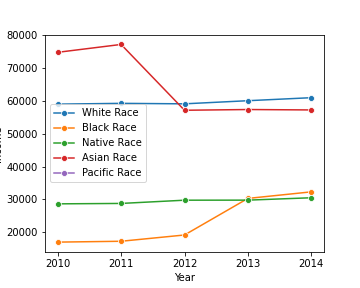 80000
70000
60000
50000
40000
30000
20000
White Race
Black Race
Native Race
Asian Race
Pacific Race
2010 2011 2012 2013 2014
Year